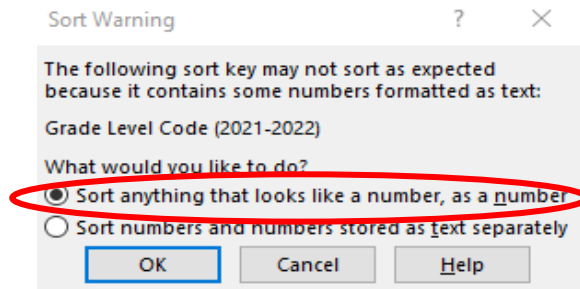 Sort Warning ? ×
The following sort key may not sort as expected
because it contains some numbers formatted as text:
Grade Level Code (2021-2022)
What would you like to do?
Sort anything that looks like a number, as a number
Sort numbers and numbers stored as text separately
OK Cancel Help